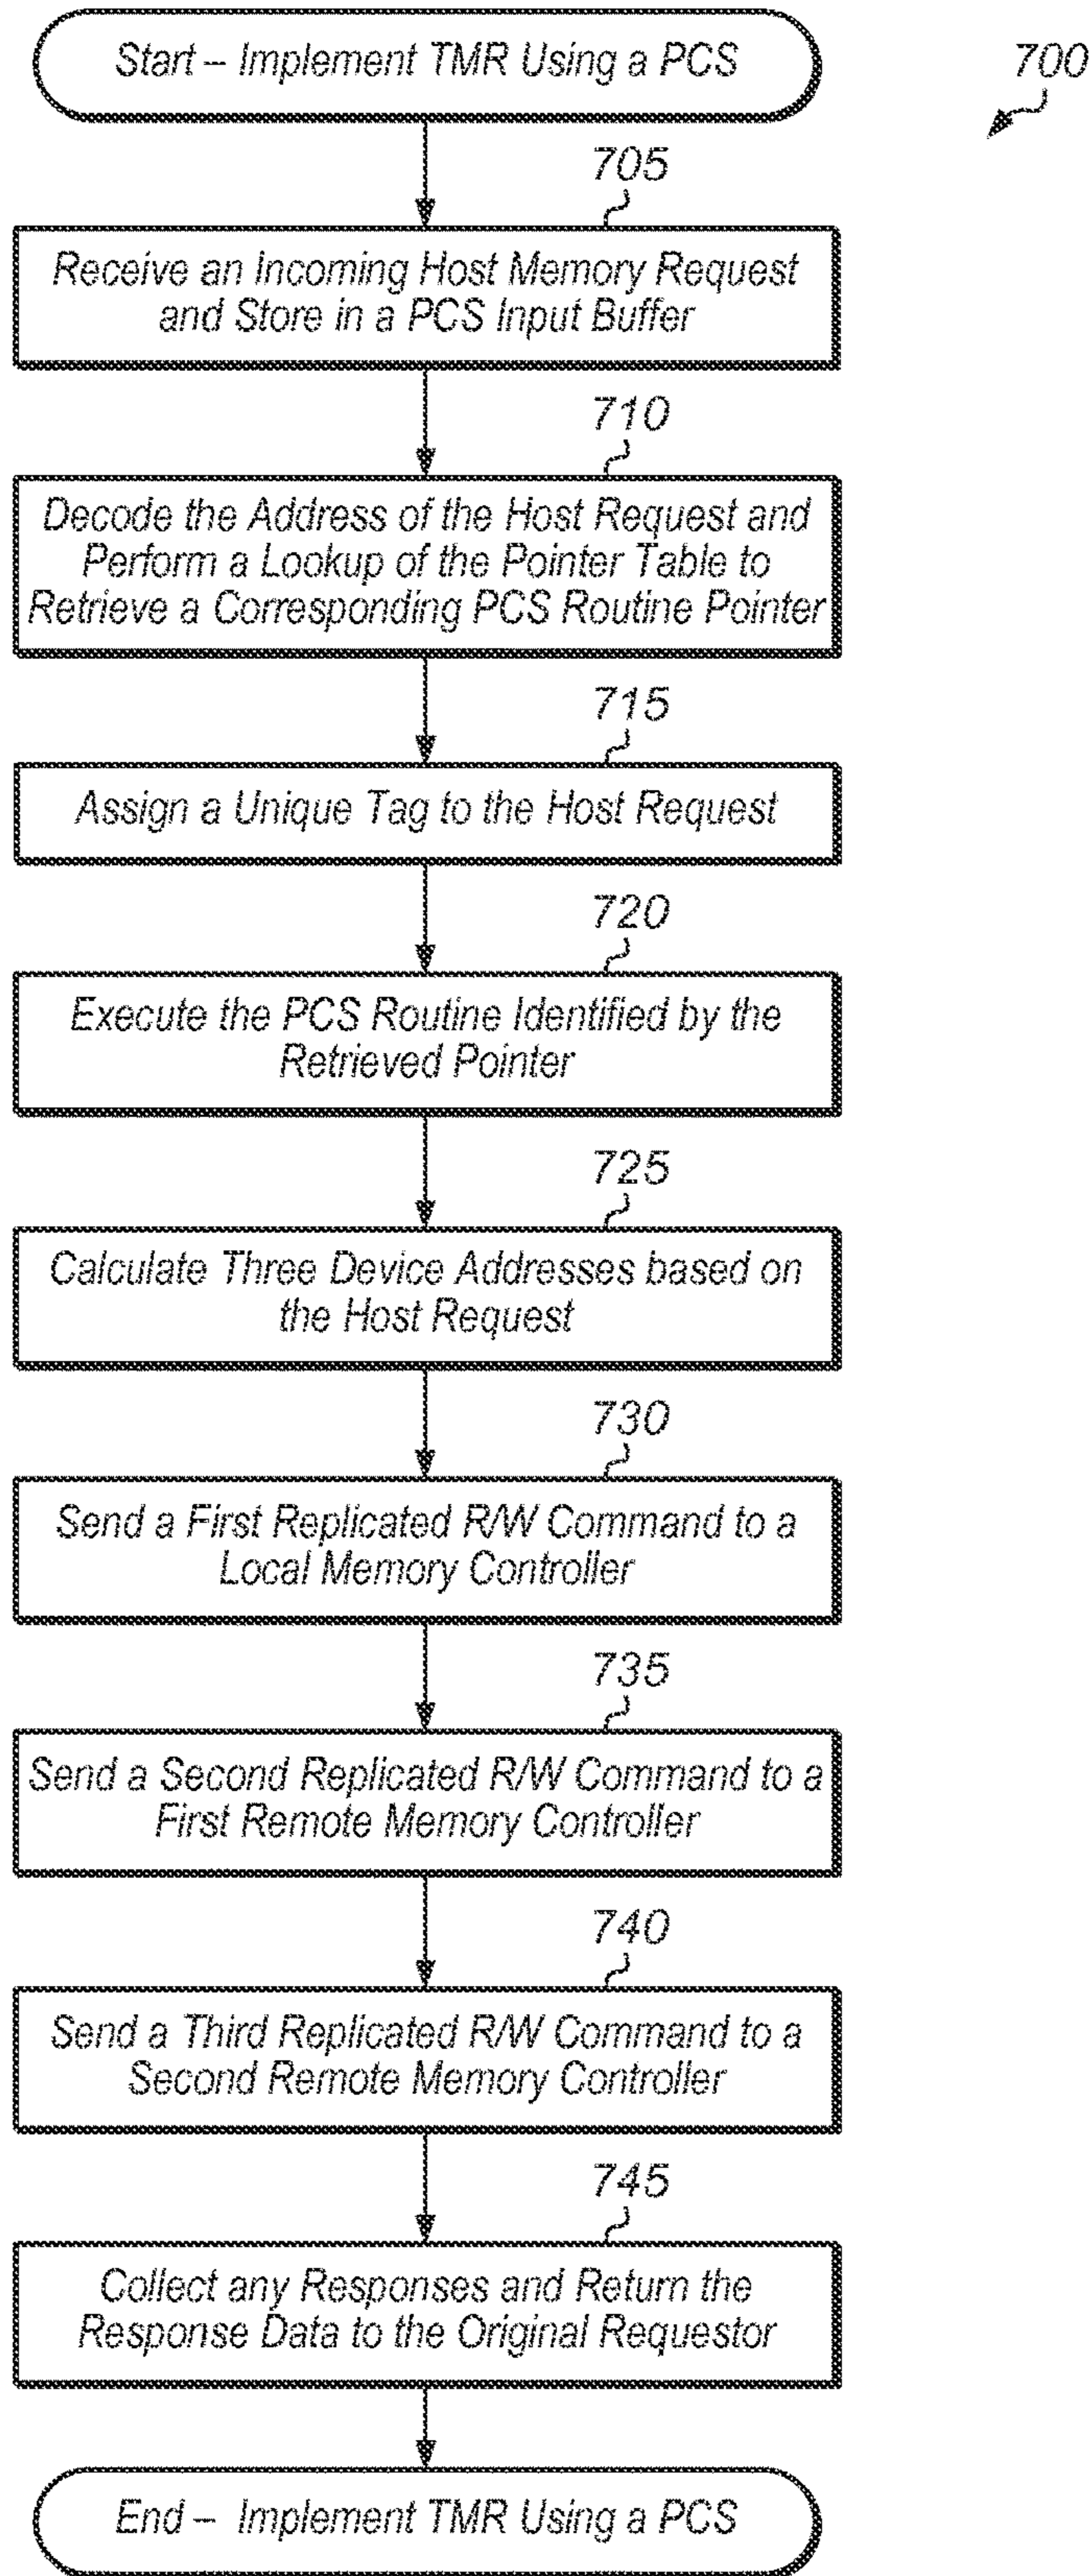 Start – Implement TMR Using a PCS
700
705
Receive an Incoming Host Memory Request
and Store in a PCS Input Buffer
710
Decode the Address of the Host Request and
Perform a Lookup of the Pointer Table to
Retrieve a Corresponding PCS Routine Pointer
715
Assign a Unique Tag to the Host Request
720
Execute the PCS Routine Identified by the
Retrieved Pointer
725
Calculate Three Device Addresses based on
the Host Request
730
Send a First Replicated R/W Command to a
Local Memory Controller
735
Send a Second Replicated R/W Command to a
First Remote Memory Controller
740
Send a Third Replicated R/W Command to a
Second Remote Memory Controller
745
Collect any Responses and Return the
Response Data to the Original Requestor
End – Implement TMR Using a PCS